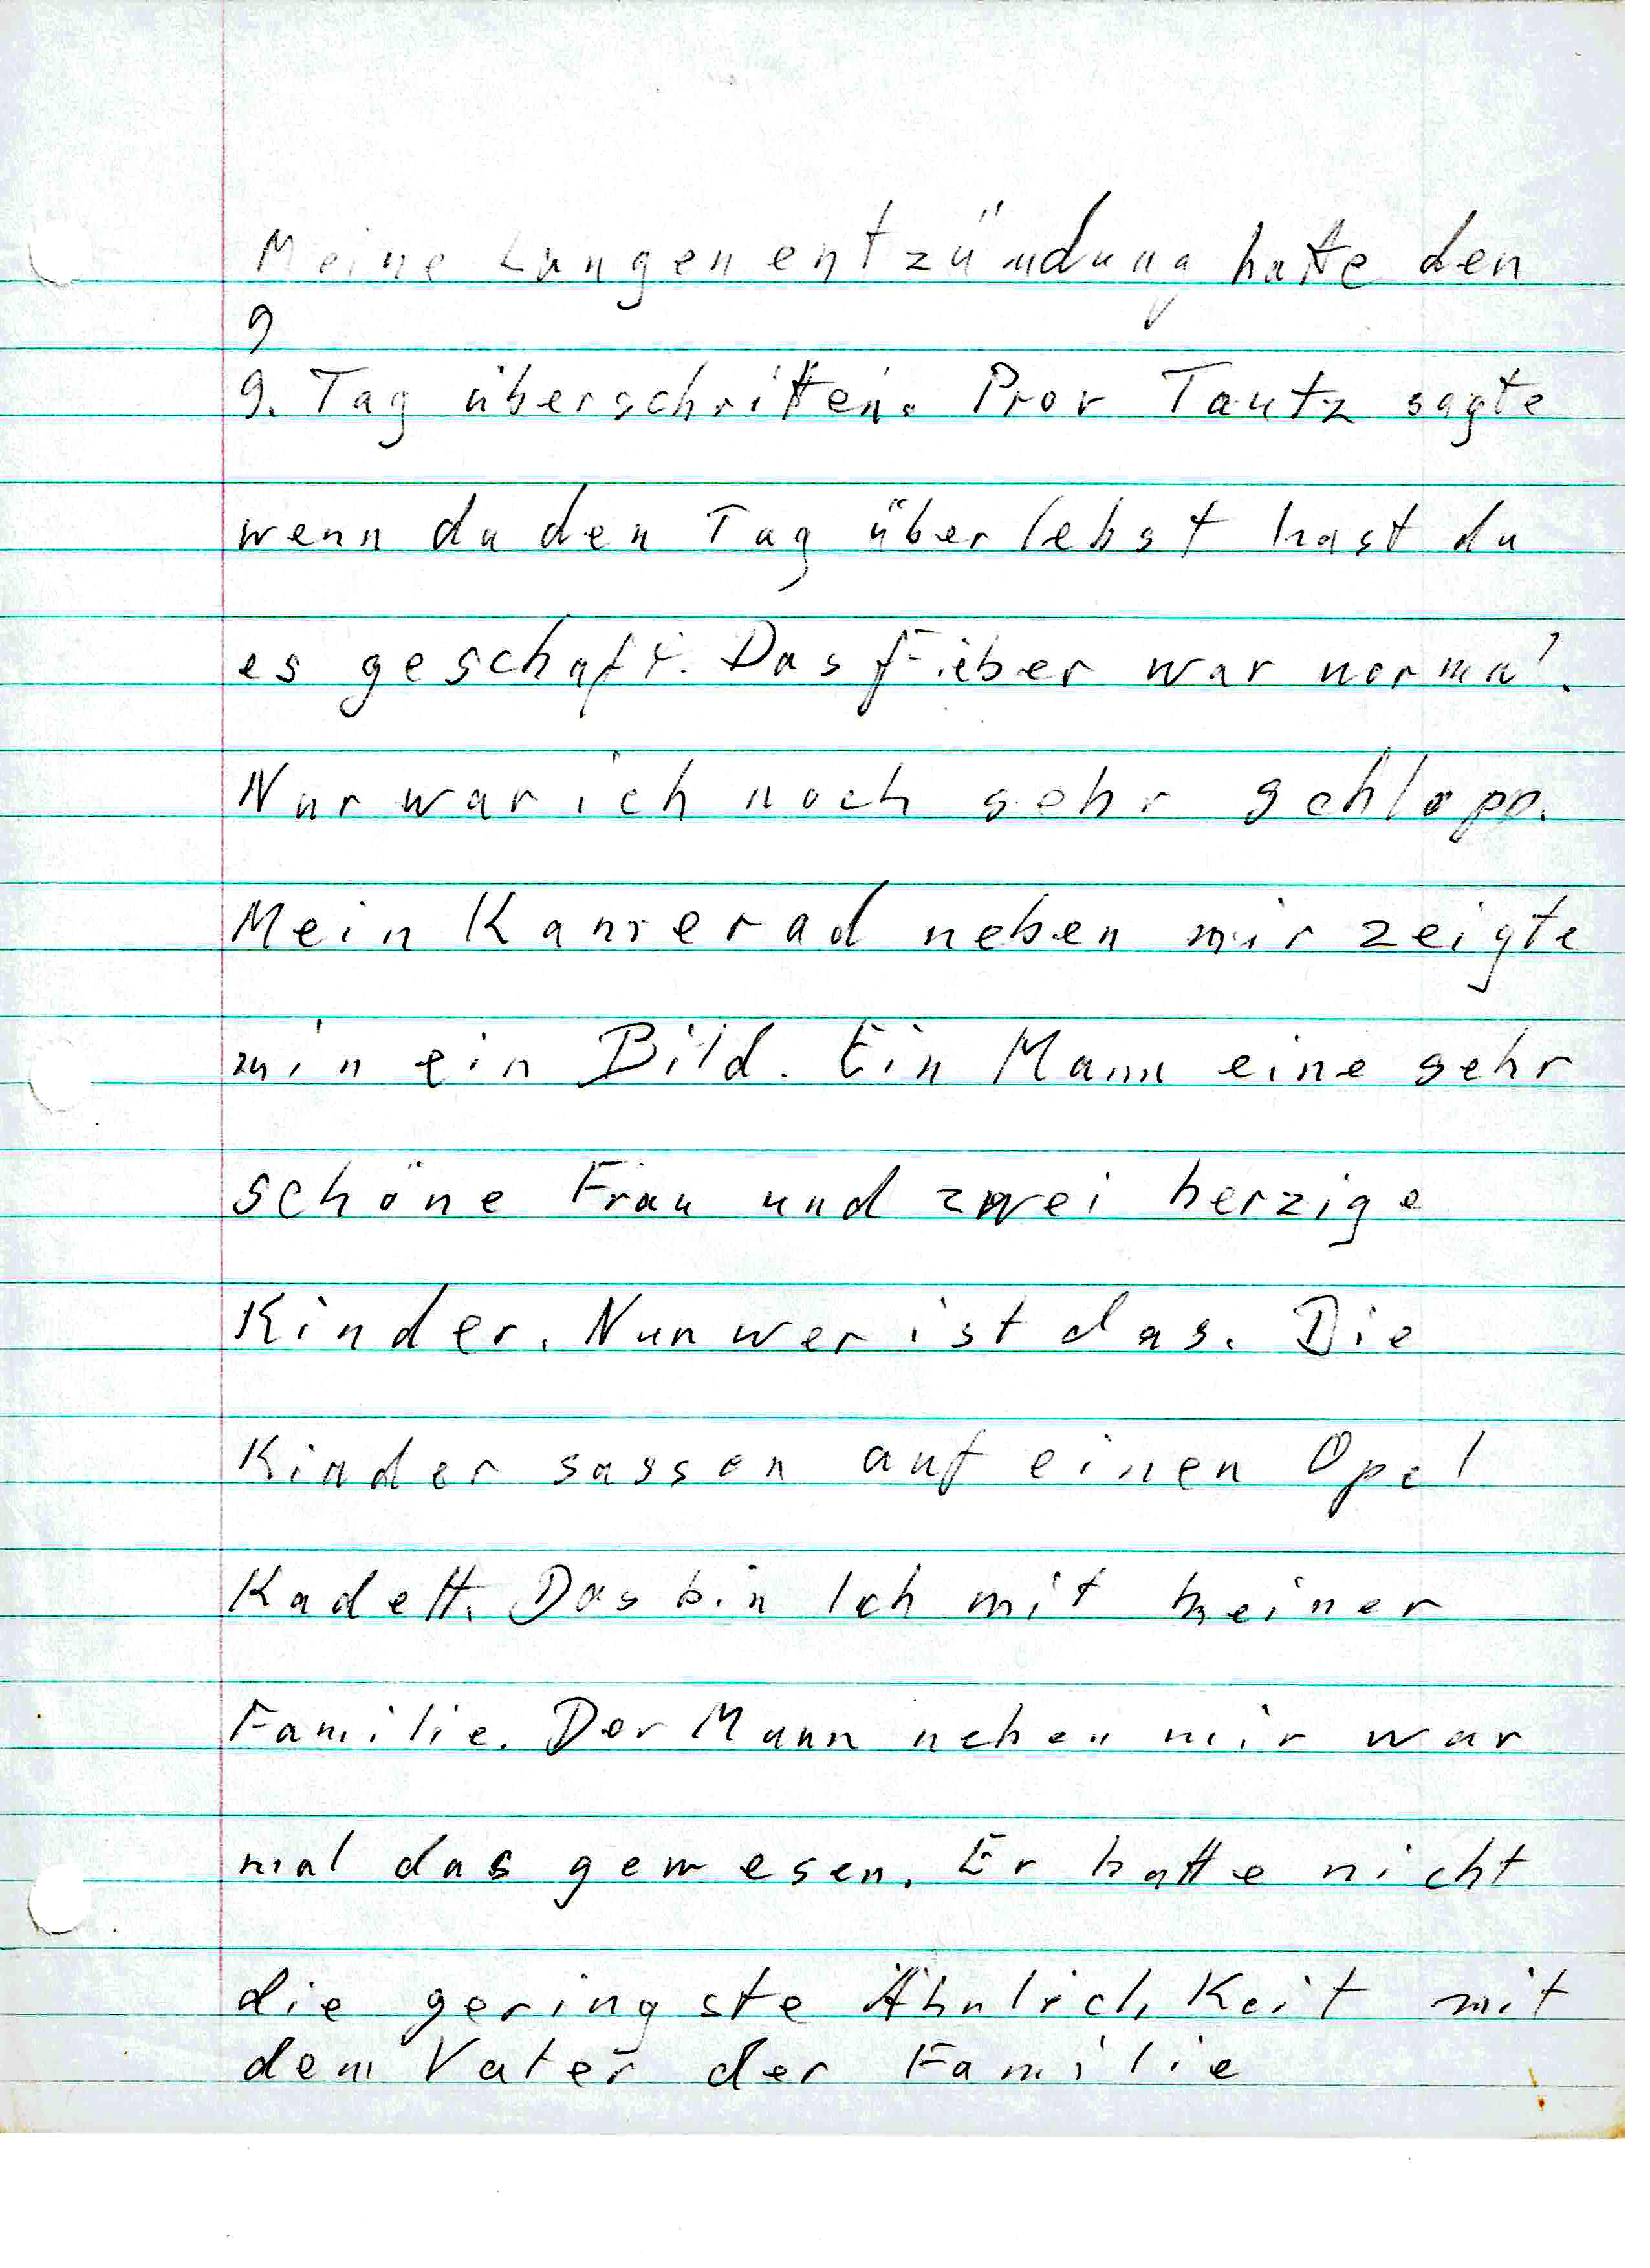 Meine Lungenentzündung hatte den
9
9. Tag überschritten. Prov Tautz sagte
wenn du den Tag überlebst hast du
es geschaft. Das Fieber war normal.
Nur war ich noch sehr schlapp.
Mein Kamerad neben mir zeigte
min ein Bild. Ein Mann eine sehr
schöne Frau und zwei herzige
Kinder. Nun wer ist das. Die
Kinder sassen auf einen Opel
Kadett. Das bin Ich mit meiner
Familie. Der Mann neben mir war
mal das gewesen. Er hatte nicht
die geringste Ähnlichkeit mit
dem Vater der Familie